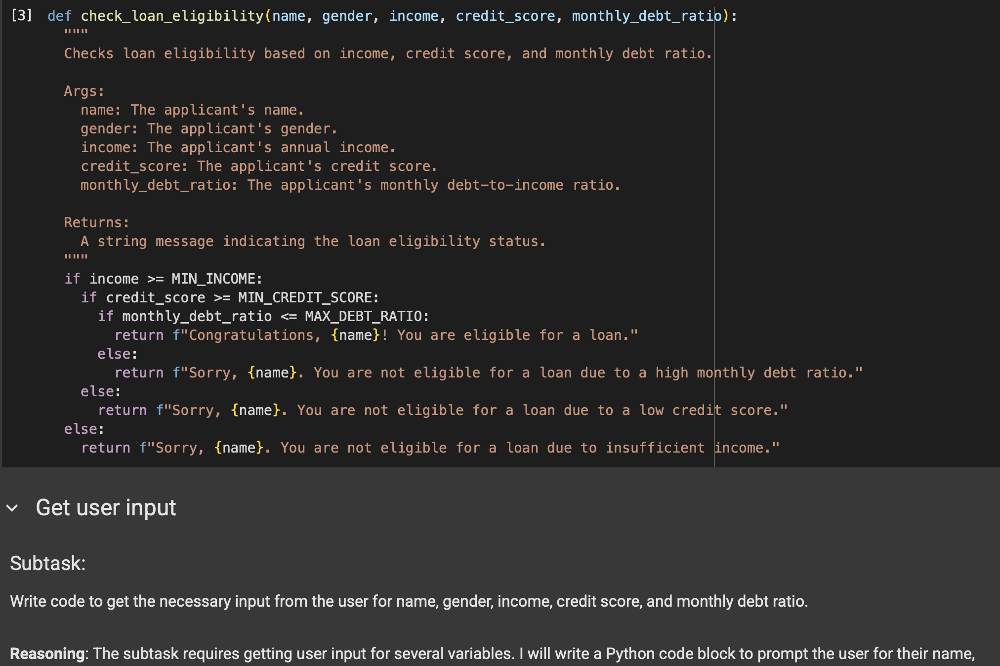 [3] def check_loan_eligibility(name, gender, income, credit_score, monthly_debt_ratio):
"""
Checks loan eligibility based on income, credit score, and monthly debt ratio.
Args:
name: The applicant's name.
gender: The applicant's gender.
income: The applicant's annual income.
credit_score: The applicant's credit score.
monthly_debt_ratio: The applicant's monthly debt-to-income ratio.
Returns:
A string message indicating the loan eligibility status.
"""
if income >= MIN_INCOME:
if credit_score >= MIN_CREDIT_SCORE:
if monthly_debt_ratio <= MAX_DEBT_RATIO:
return f"Congratulations, {name}! You are eligible for a loan."
else:
return f"Sorry, {name}. You are not eligible for a loan due to a high monthly debt ratio."
else:
return f"Sorry, {name}. You are not eligible for a loan due to a low credit score."
else:
return f"Sorry, {name}. You are not eligible for a loan due to insufficient income."
Get user input
Subtask:
Write code to get the necessary input from the user for name, gender, income, credit score, and monthly debt ratio.
Reasoning: The subtask requires getting user input for several variables. I will write a Python code block to prompt the user for their name,